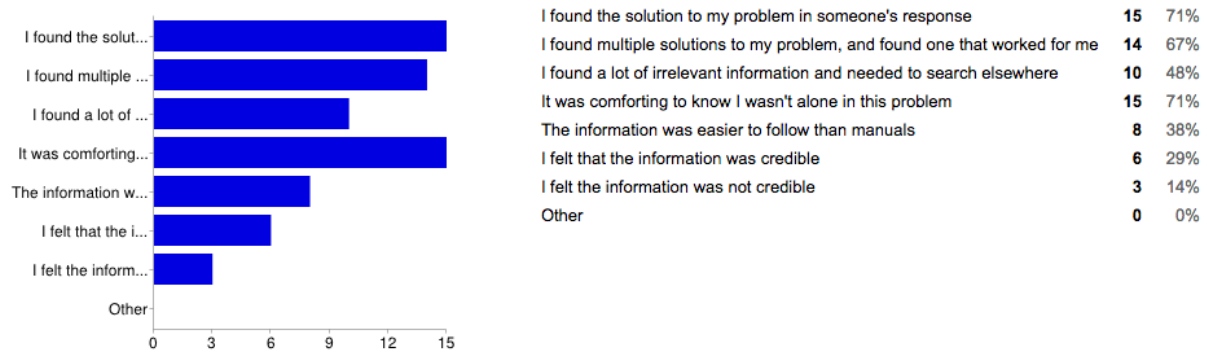 I found the solut...
I found multiple ...
I found a lot of ...
It was comforting...
The information w...
I felt that the i...
I felt the inform...
Other
0 3 6 9 12 15
I found the solution to my problem in someone's response 15 71%
I found multiple solutions to my problem, and found one that worked for me 14 67%
I found a lot of irrelevant information and needed to search elsewhere 10 48%
It was comforting to know I wasn't alone in this problem 15 71%
The information was easier to follow than manuals 8 38%
I felt that the information was credible 6 29%
I felt the information was not credible 3 14%
Other 0 0%